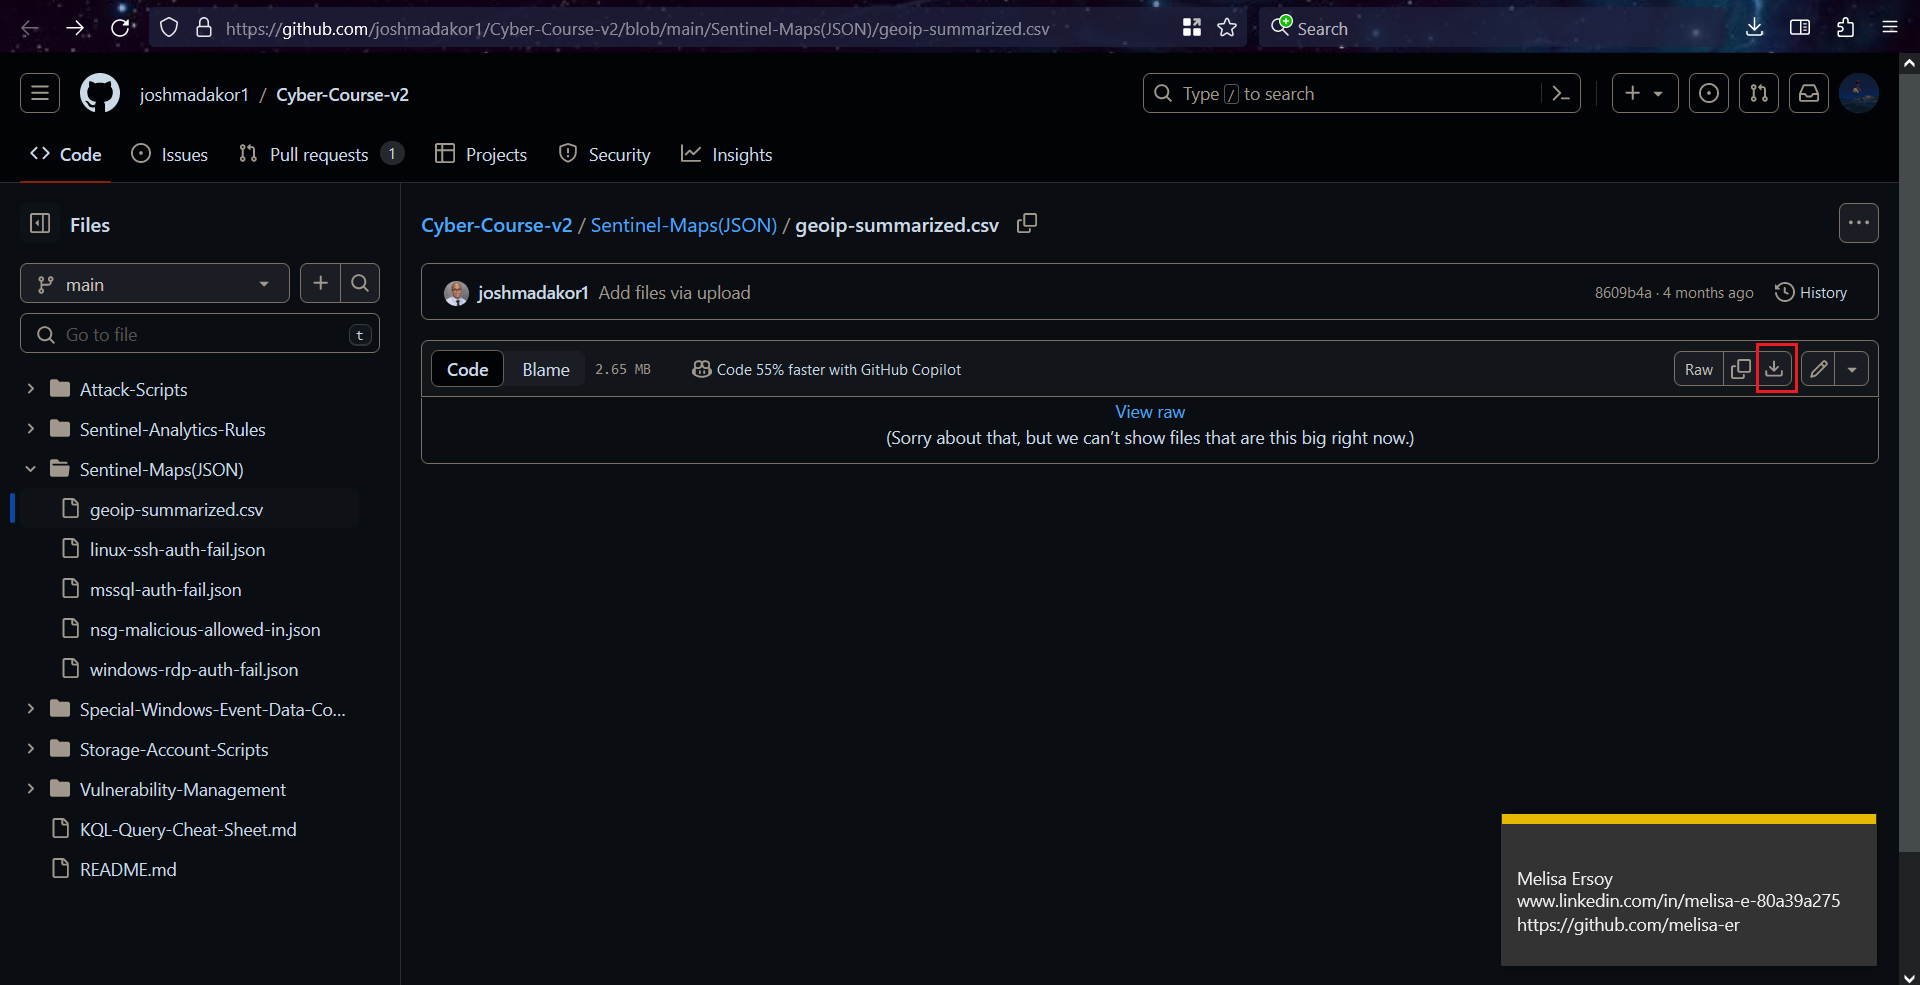 https://github.com/joshmadakor1/Cyber-Course-v2/blob/main/Sentinel-Maps(JSON)/geoip-summarized.csv
Search
joshmadakor1 / Cyber-Course-v2
Type / to search
Code
Issues
Pull requests 1
Projects
Security
Insights
Files
main
Go to file
t
Attack-Scripts
Sentinel-Analytics-Rules
Sentinel-Maps(JSON)
geoip-summarized.csv
linux-ssh-auth-fail.json
mssql-auth-fail.json
nsg-malicious-allowed-in.json
windows-rdp-auth-fail.json
Special-Windows-Event-Data-Co...
Storage-Account-Scripts
Vulnerability-Management
KQL-Query-Cheat-Sheet.md
README.md
Cyber-Course-v2 / Sentinel-Maps(JSON) / geoip-summarized.csv
joshmadakor1 Add files via upload
8609b4a · 4 months ago
History
Code
Blame
2.65 MB
Code 55% faster with GitHub Copilot
Raw
View raw
(Sorry about that, but we can’t show files that are this big right now.)
Melisa Ersoy
www.linkedin.com/in/melisa-e-80a39a275
https://github.com/melisa-er